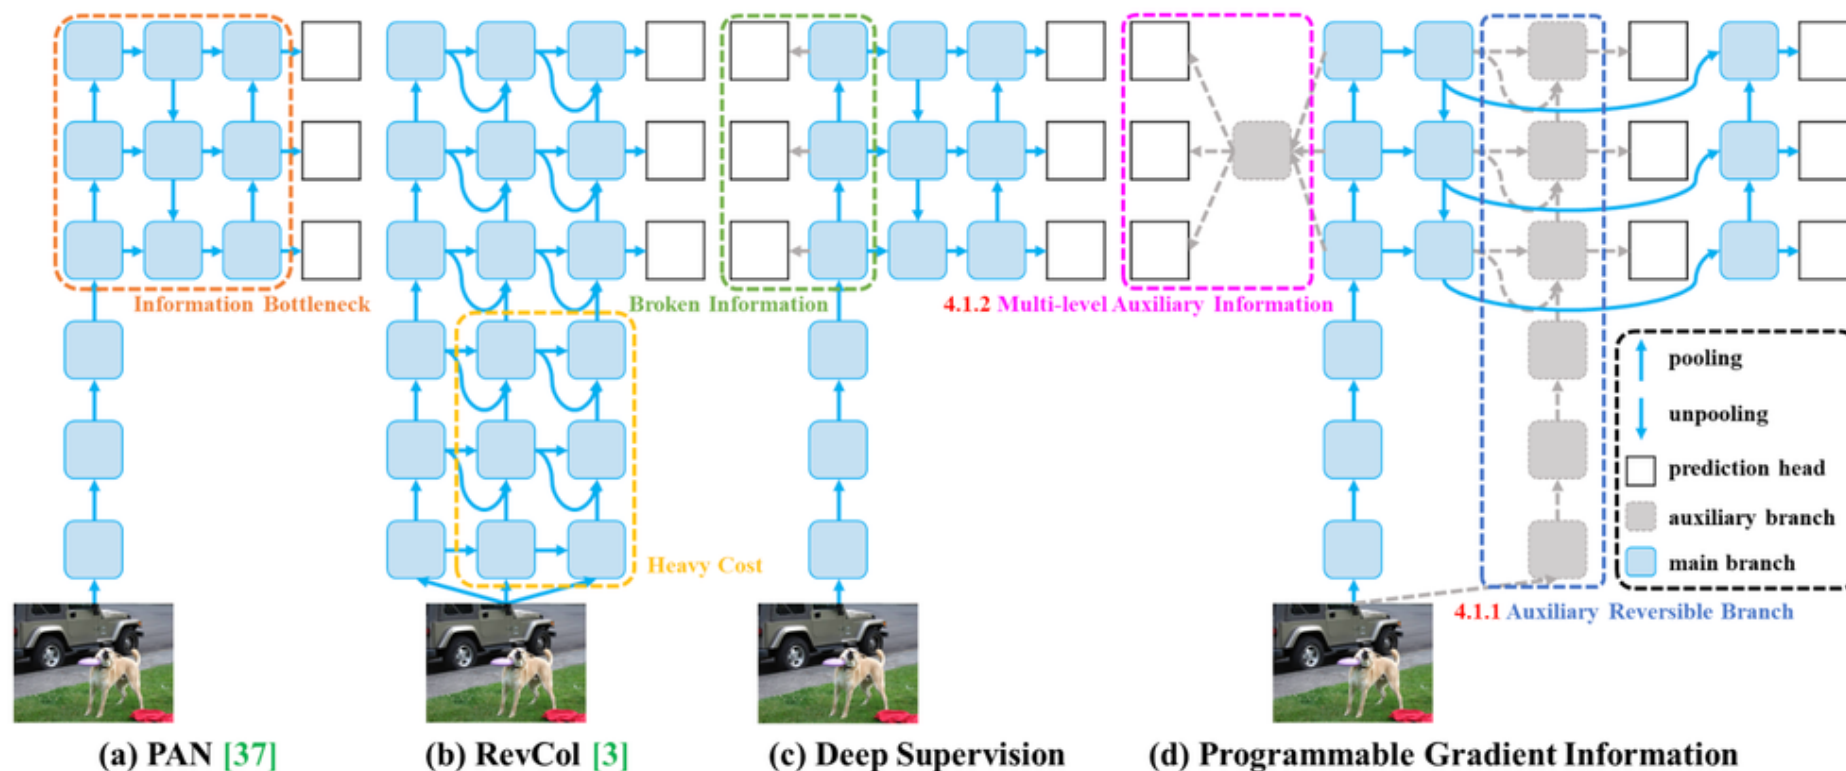 Information Bottleneck
Broken Information
4.1.2 Multi-level Auxiliary Information
Heavy Cost
pooling
unpooling
prediction head
auxiliary branch
main branch
4.1.1 Auxiliary Reversible Branch
(a) PAN [37]
(b) RevCol [3]
(c) Deep Supervision
(d) Programmable Gradient Information